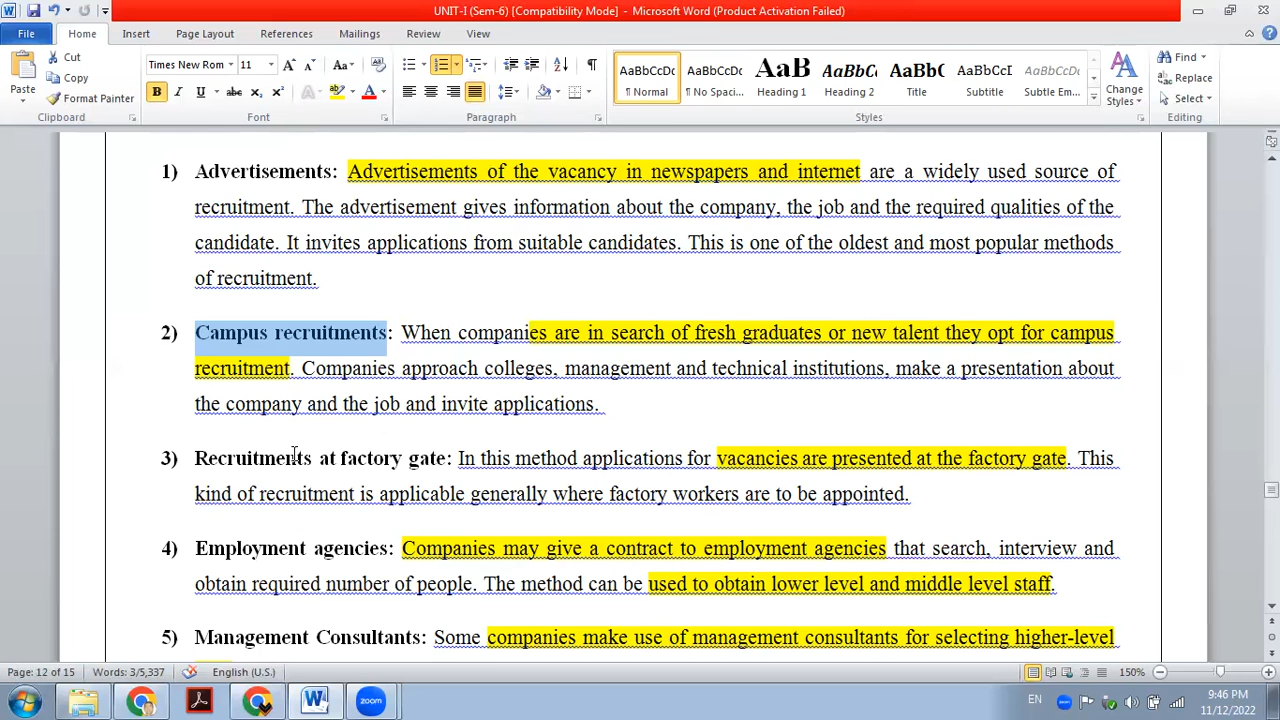 UNIT-I (Sem-6) [Compatibility Mode] - Microsoft Word (Product Activation Failed)
File Home Insert Page Layout References Mailings Review View
Paste Cut Copy Format Painter Clipboard
Times New Rom 11 Aa B I U abc X₂ X² A ab A Font
Paragraph
AaBbCcDc ¶ Normal AaBbCcDc ¶ No Spaci... AaB Heading 1 AaBbC Heading 2 AaBb( Title AaBbCcD Subtitle AaBbCcD Subtle Em... Change Styles Styles
Find Replace Select Editing
1) Advertisements: Advertisements of the vacancy in newspapers and internet are a widely used source of
recruitment. The advertisement gives information about the company, the job and the required qualities of the
candidate. It invites applications from suitable candidates. This is one of the oldest and most popular methods
of recruitment.
2) Campus recruitments: When companies are in search of fresh graduates or new talent they opt for campus
recruitment. Companies approach colleges, management and technical institutions, make a presentation about
the company and the job and invite applications.
3) Recruitments at factory gate: In this method applications for vacancies are presented at the factory gate. This
kind of recruitment is applicable generally where factory workers are to be appointed.
4) Employment agencies: Companies may give a contract to employment agencies that search, interview and
obtain required number of people. The method can be used to obtain lower level and middle level staff.
5) Management Consultants: Some companies make use of management consultants for selecting higher-level
Page: 12 of 15 Words: 3/5,337 English (U.S.) 150%
zoom EN 9:46 PM
11/12/2022